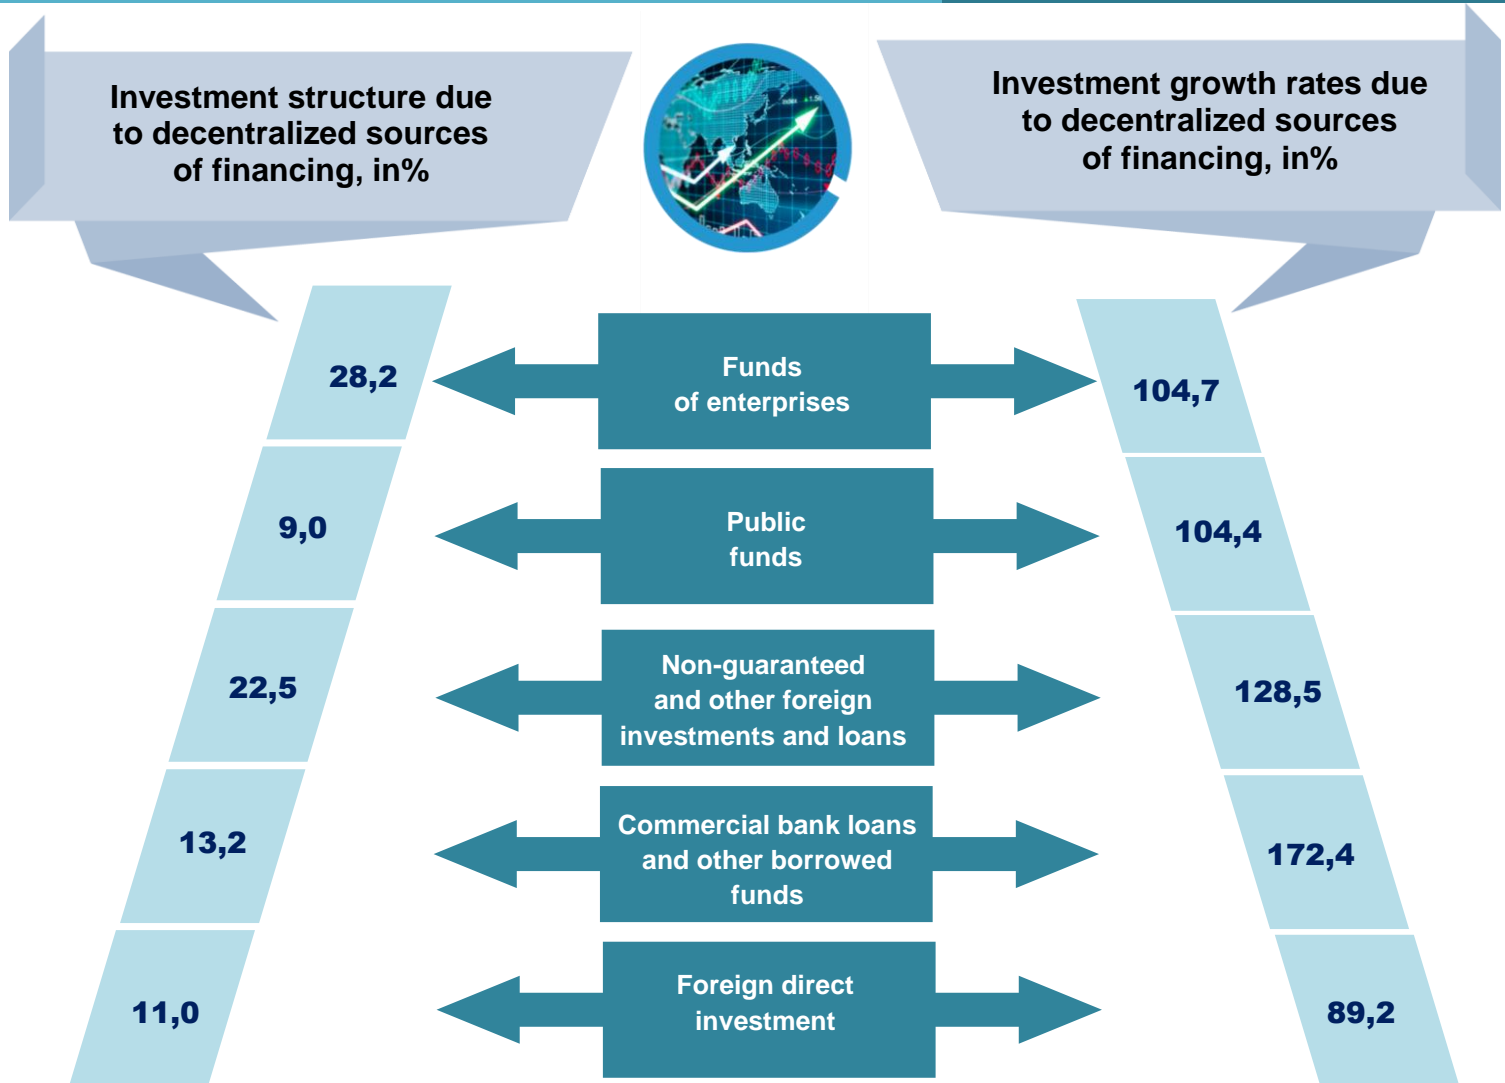 Investment structure due
to decentralized sources
of financing, in%
Investment growth rates due
to decentralized sources
of financing, in%
28,2
Funds
of enterprises
104,7
9,0
Public
funds
104,4
22,5
Non-guaranteed
and other foreign
investments and loans
128,5
13,2
Commercial bank loans
and other borrowed
funds
172,4
11,0
Foreign direct
investment
89,2